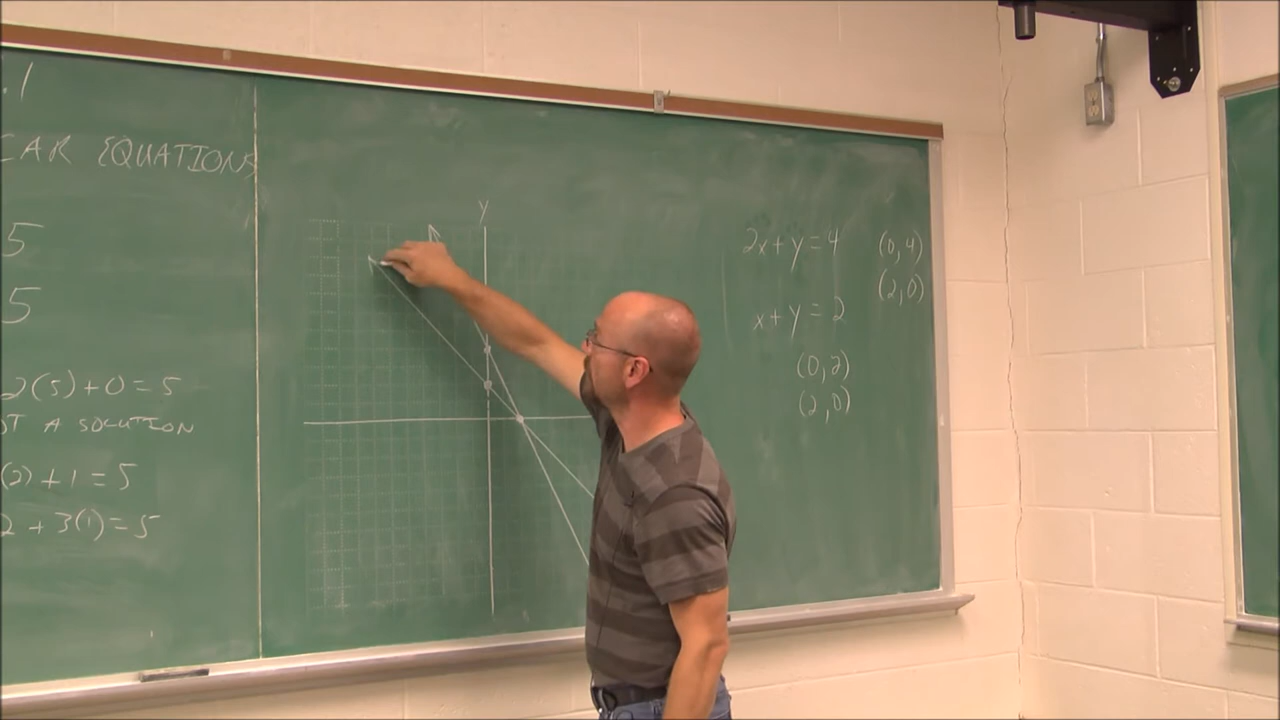 .1
EAR EQUATIONS
5
5
2(5)+0=5
OT A SOLUTION
(2)+1=5
2+3(1)=5
y
2x+y=4 (0,4)
(2,0)
x+y=2
(0,2)
(2,0)